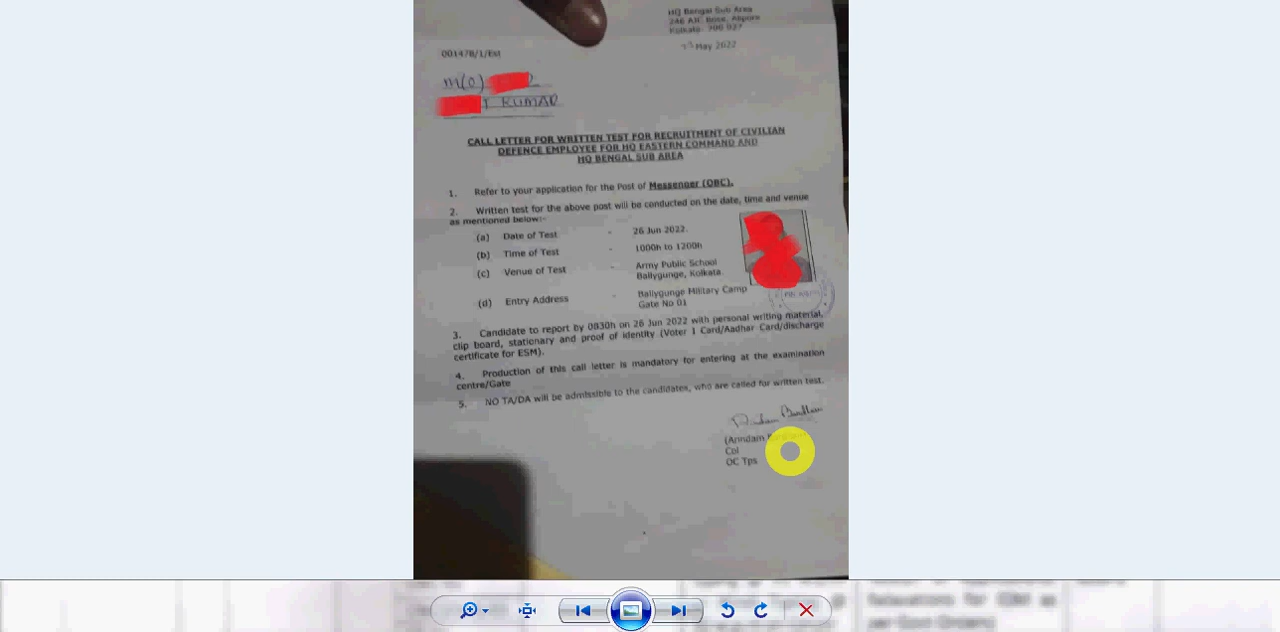 HQ Bengal Sub Area
246 AJC Bose, Alipore
Kolkata- 700 027
May 2022
00147B/1/Est
M(O)
KUMAR
CALL LETTER FOR WRITTEN TEST FOR RECRUITMENT OF CIVILIAN
DEFENCE EMPLOYEE FOR HQ EASTERN COMMAND AND
HQ BENGAL SUB AREA
1. Refer to your application for the Post of Messenger (OBC).
2. Written test for the above post will be conducted on the date, time and venue
as mentioned below:-
(a) Date of Test - 26 Jun 2022.
(b) Time of Test - 1000h to 1200h
(c) Venue of Test - Army Public School
Ballygunge, Kolkata.
(d) Entry Address - Ballygunge Military Camp
Gate No 01
3. Candidate to report by 0830h on 26 Jun 2022 with personal writing material,
clip board, stationary and proof of identity (Voter I Card/Aadhar Card/discharge
certificate for ESM).
4. Production of this call letter is mandatory for entering at the examination
centre/Gate
5. NO TA/DA will be admissible to the candidates, who are called for written test.
(Arindam
Col
OC Tps